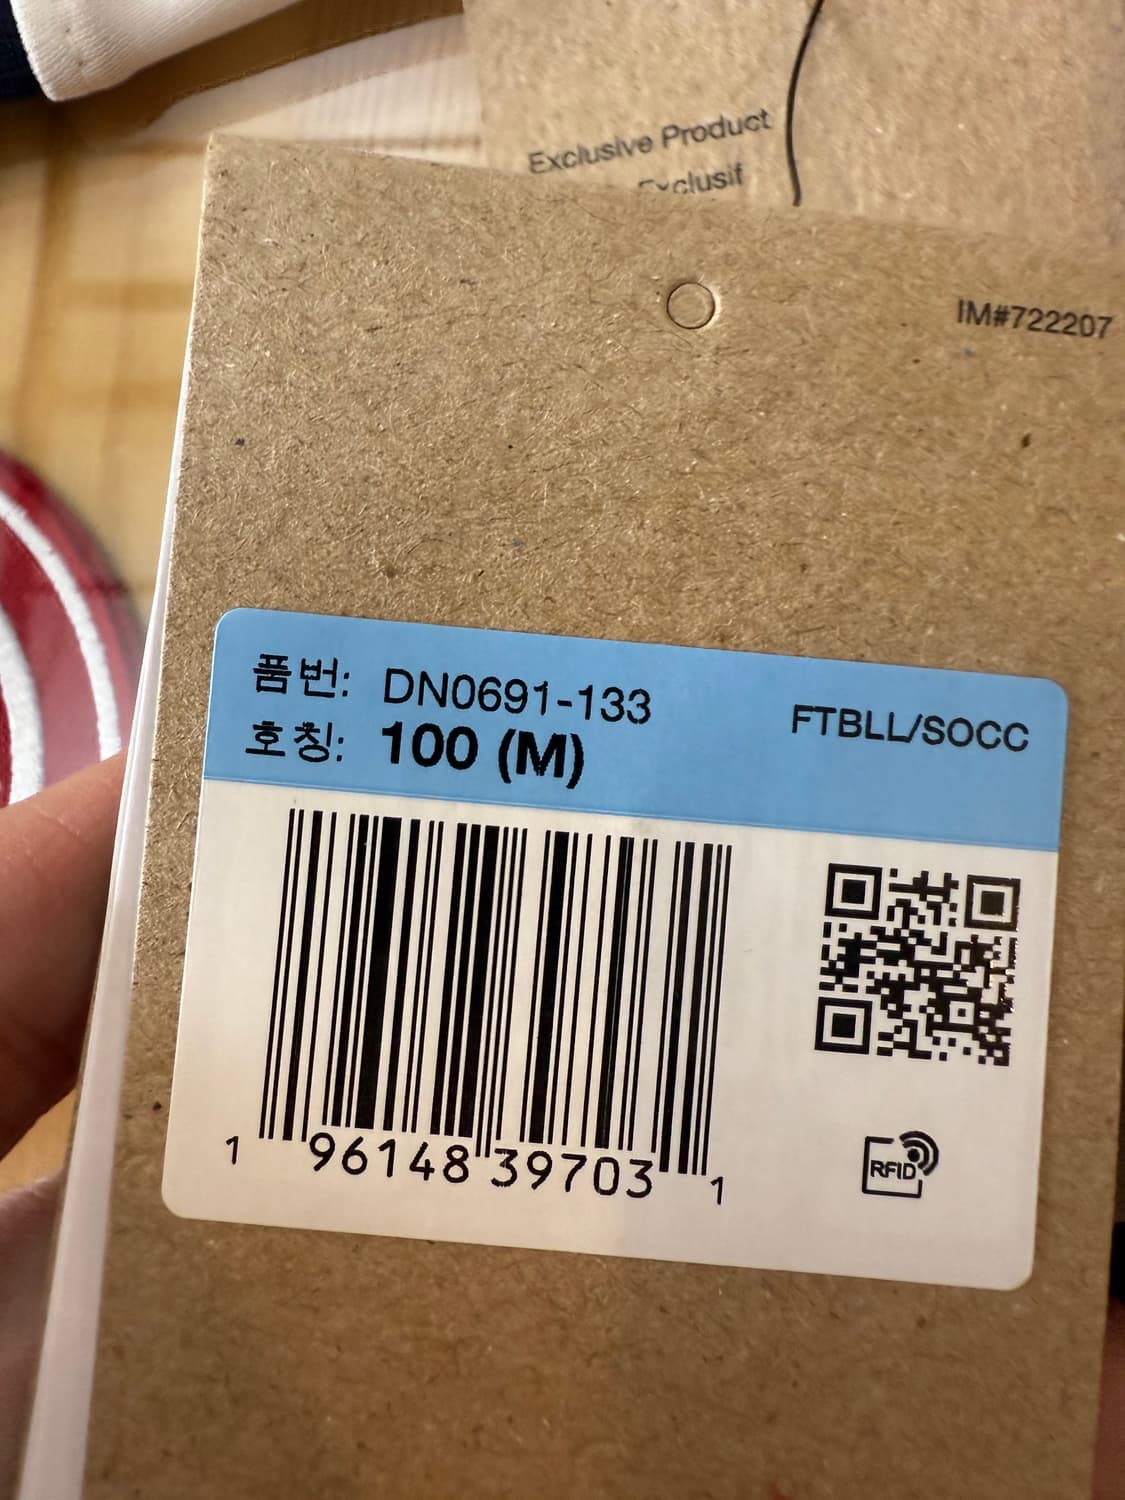 Exclusive Product
Exclusif
IM#722207
품번: DN0691-133
호칭: 100 (M)
FTBLL/SOCC
1 96148 39703 1
RFID